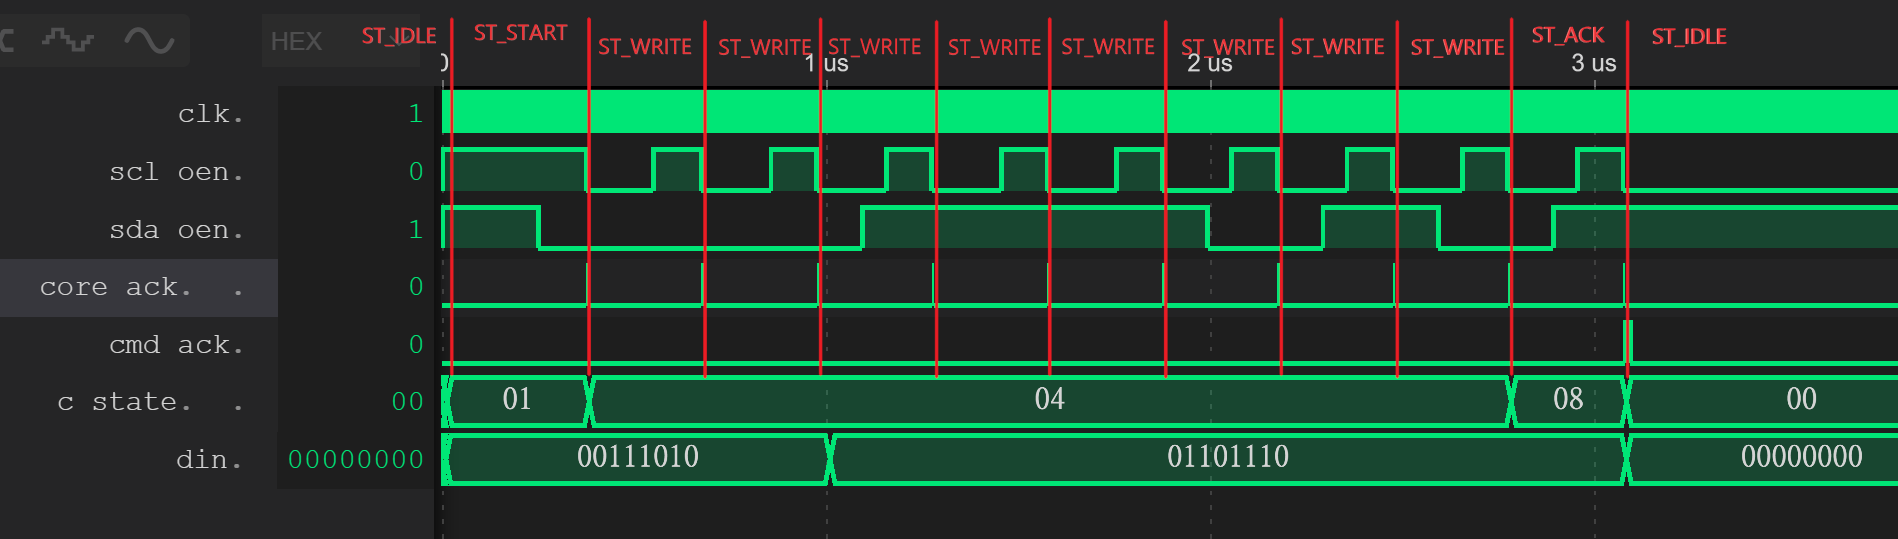 HEX
ST_IDLE
ST_START
ST_WRITE
ST_WRITE
ST_WRITE
ST_WRITE
ST_WRITE
ST_WRITE
ST_WRITE
ST_WRITE
ST_ACK
ST_IDLE
0
1 us
2 us
3 us
clk. 1
scl oen. 0
sda oen. 1
core ack. . 0
cmd ack. 0
c state. . 00 01 04 08 00
din. 00000000 00111010 01101110 00000000